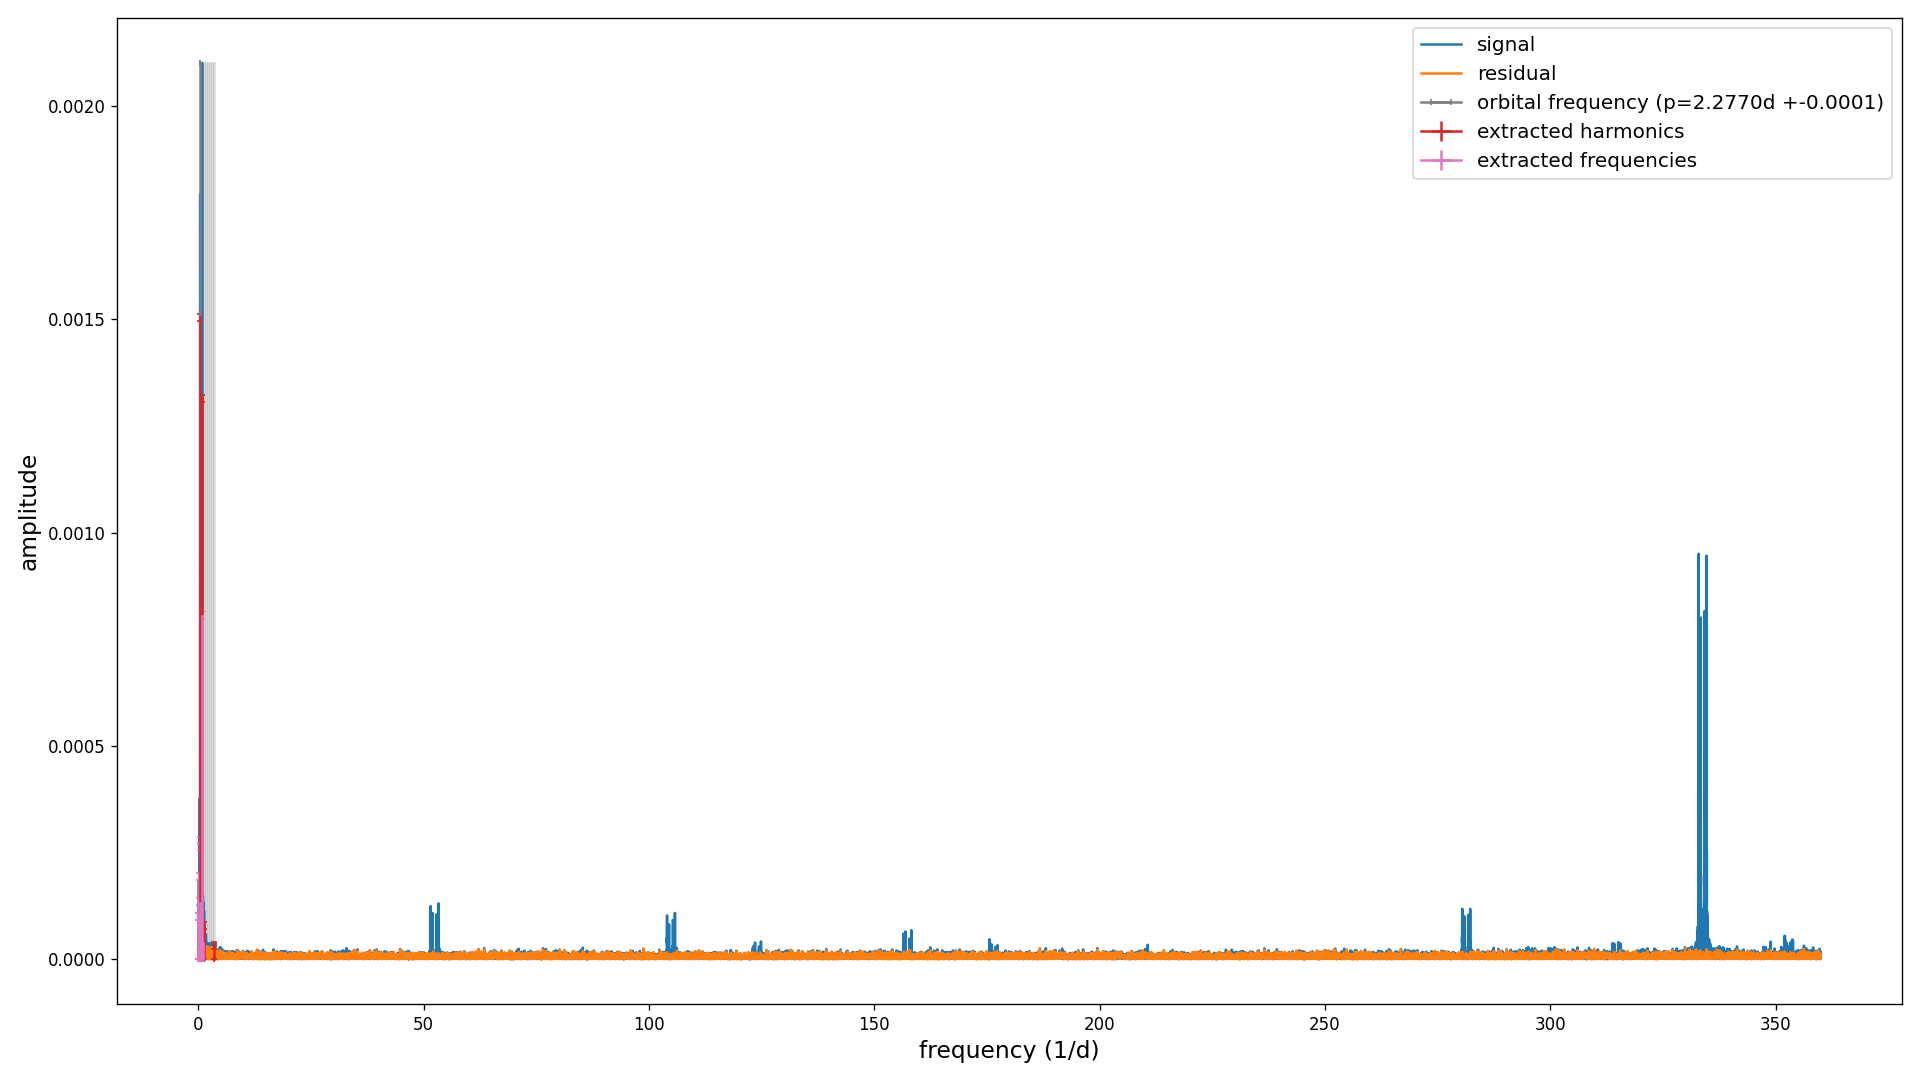 signal
residual
orbital frequency (p=2.2770d +-0.0001)
extracted harmonics
extracted frequencies
0.0020
0.0015
0.0010
0.0005
0.0000
amplitude
0 50 100 150 200 250 300 350
frequency (1/d)